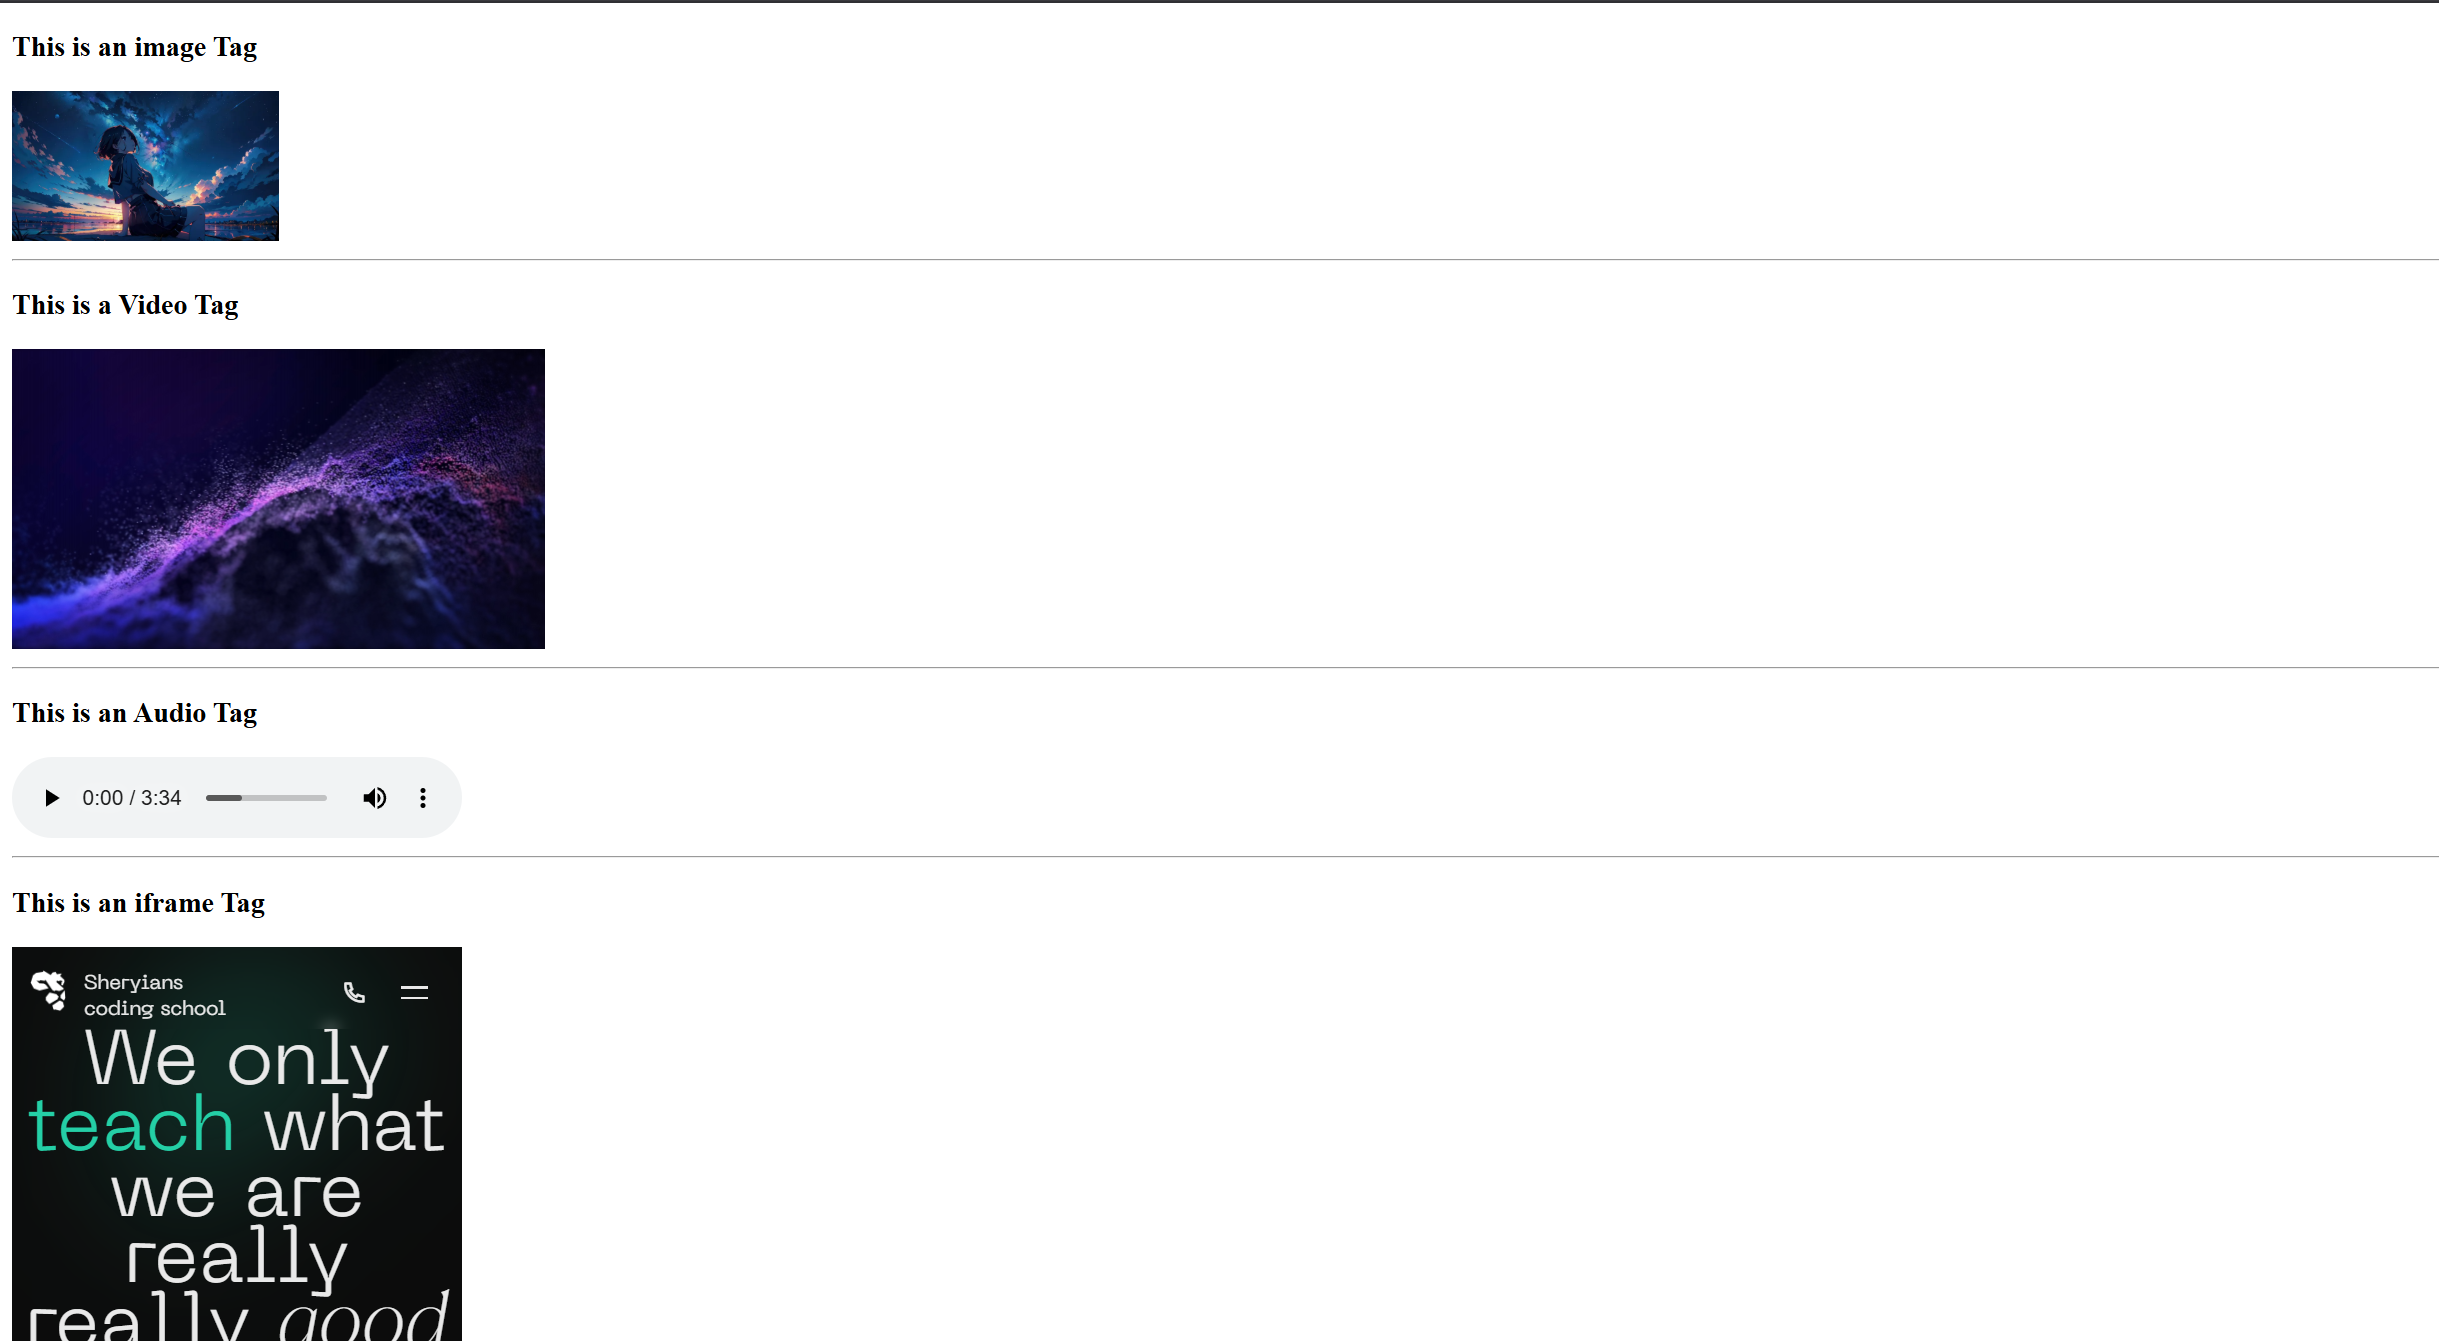 This is an image Tag
This is a Video Tag
This is an Audio Tag
0:00 / 3:34
This is an iframe Tag
Sheryians
coding school
We only
teach what
we are
really
really good